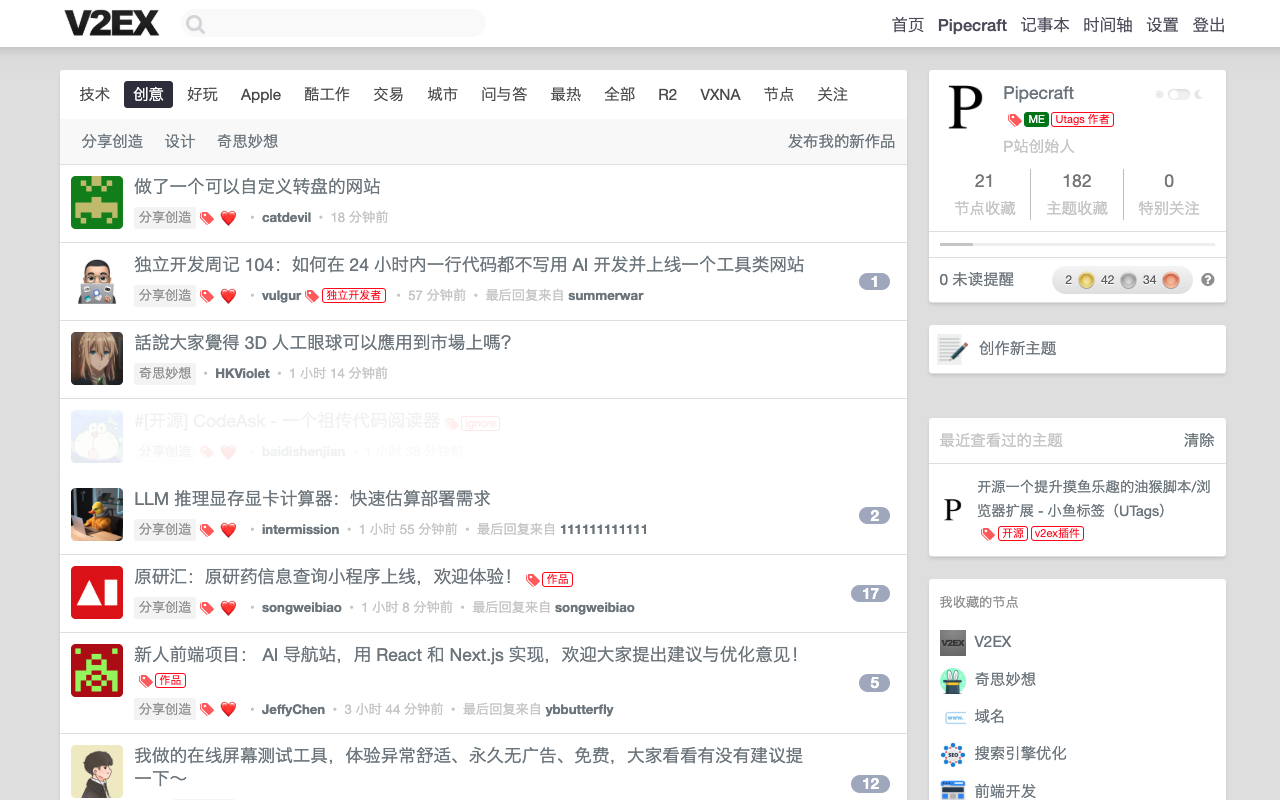 V2EX
首页 Pipecraft 记事本 时间轴 设置 登出
技术 创意 好玩 Apple 酷工作 交易 城市 问与答 最热 全部 R2 VXNA 节点 关注
分享创造 设计 奇思妙想 发布我的新作品
做了一个可以自定义转盘的网站
分享创造 • catdevil • 18 分钟前
独立开发周记 104：如何在 24 小时内一行代码都不写用 AI 开发并上线一个工具类网站
分享创造 • vulgur 独立开发者 • 57 分钟前 • 最后回复来自 summerwar
1
話說大家覺得 3D 人工眼球可以應用到市場上嗎？
奇思妙想 • HKViolet • 1 小时 14 分钟前
#[开源] CodeAsk - 一个祖传代码阅读器 ignore
分享创造 • baidishenjian • 1 小时 38 分钟前
LLM 推理显存显卡计算器：快速估算部署需求
分享创造 • intermission • 1 小时 55 分钟前 • 最后回复来自 111111111111
2
原研汇：原研药信息查询小程序上线，欢迎体验！ 作品
分享创造 • songweibiao • 1 小时 8 分钟前 • 最后回复来自 songweibiao
17
新人前端项目： AI 导航站，用 React 和 Next.js 实现，欢迎大家提出建议与优化意见！
作品
分享创造 • JeffyChen • 3 小时 44 分钟前 • 最后回复来自 ybbutterfly
5
我做的在线屏幕测试工具，体验异常舒适、永久无广告、免费，大家看看有没有建议提
一下～
12
P
Pipecraft
ME Utags 作者
P站创始人
21 182 0
节点收藏 主题收藏 特别关注
0 未读提醒 2 42 34 ?
创作新主题
最近查看过的主题 清除
P
开源一个提升摸鱼乐趣的油猴脚本/浏
览器扩展 - 小鱼标签（UTags）
开源 v2ex插件
我收藏的节点
V2EX V2EX
奇思妙想
www. 域名
SEO 搜索引擎优化
前端开发